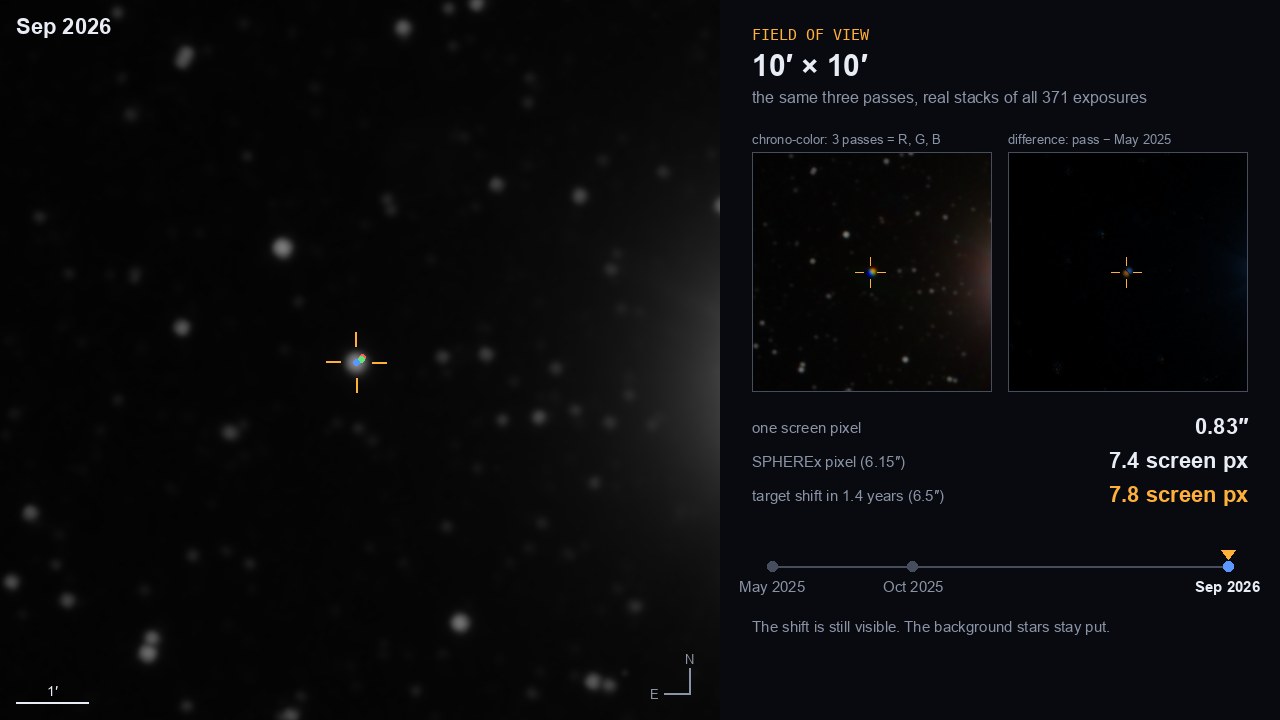 Sep 2026
1′
N
E
FIELD OF VIEW
10′ × 10′
the same three passes, real stacks of all 371 exposures
chrono-color: 3 passes = R, G, B
difference: pass − May 2025
one screen pixel 0.83″
SPHEREx pixel (6.15″) 7.4 screen px
target shift in 1.4 years (6.5″) 7.8 screen px
May 2025 Oct 2025 Sep 2026
The shift is still visible. The background stars stay put.